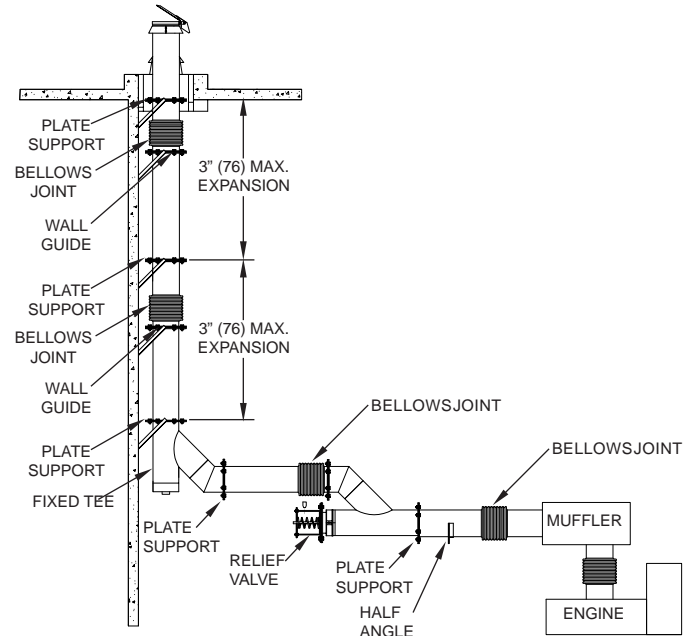 PLATE
SUPPORT
BELLOWS
JOINT
3” (76) MAX.
EXPANSION
WALL
GUIDE
PLATE
SUPPORT
BELLOWS
JOINT
3” (76) MAX.
EXPANSION
WALL
GUIDE
PLATE
SUPPORT
FIXED TEE
BELLOWSJOINT
BELLOWSJOINT
PLATE
SUPPORT
RELIEF
VALVE
PLATE
SUPPORT
HALF
ANGLE
MUFFLER
ENGINE